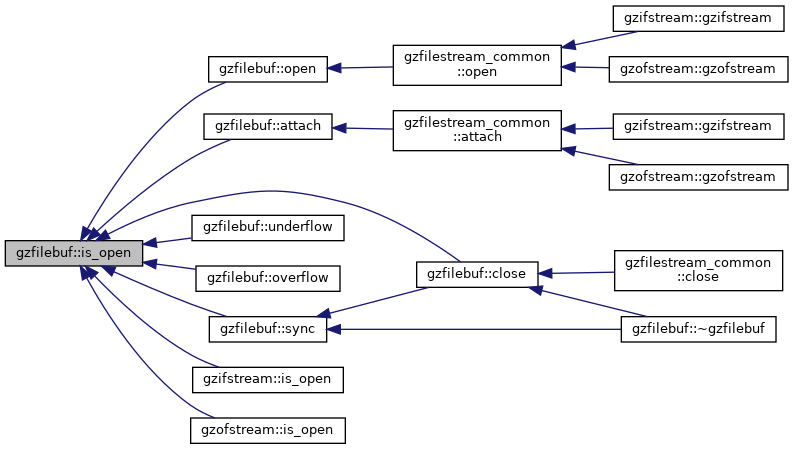 gzifstream::gzifstream
gzfilebuf::open
gzfilestream_common
::open
gzofstream::gzofstream
gzfilebuf::attach
gzfilestream_common
::attach
gzifstream::gzifstream
gzofstream::gzofstream
gzfilebuf::is_open
gzfilebuf::underflow
gzfilebuf::overflow
gzfilebuf::close
gzfilestream_common
::close
gzfilebuf::sync
gzfilebuf::~gzfilebuf
gzifstream::is_open
gzofstream::is_open